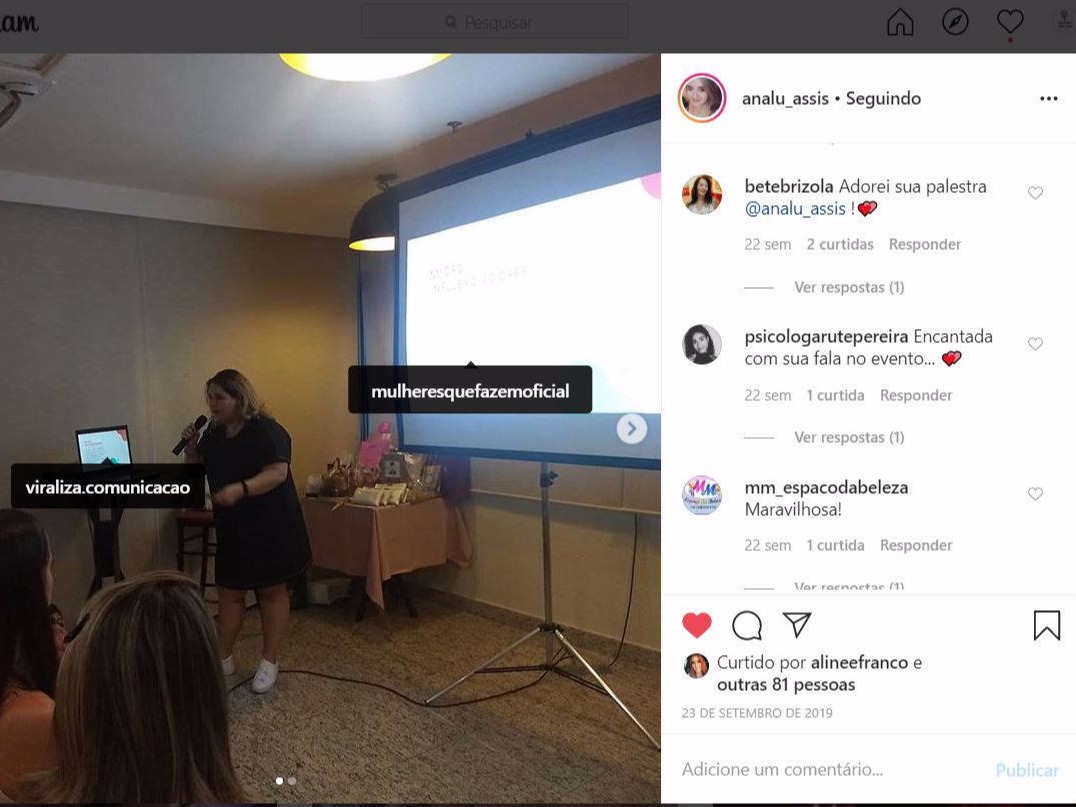 am
Pesquisar
analu_assis • Seguindo
betebrizola Adorei sua palestra
@analu_assis !💕
22 sem 2 curtidas Responder
Ver respostas (1)
psicologarutepereira Encantada
com sua fala no evento... 💕
22 sem 1 curtida Responder
Ver respostas (1)
mm_espacodabeleza
Maravilhosa!
22 sem 1 curtida Responder
Ver respostas (1)
Curtido por alineefranco e
outras 81 pessoas
23 DE SETEMBRO DE 2019
Adicione um comentário... Publicar
mulheresquefazemoficial
viraliza.comunicacao